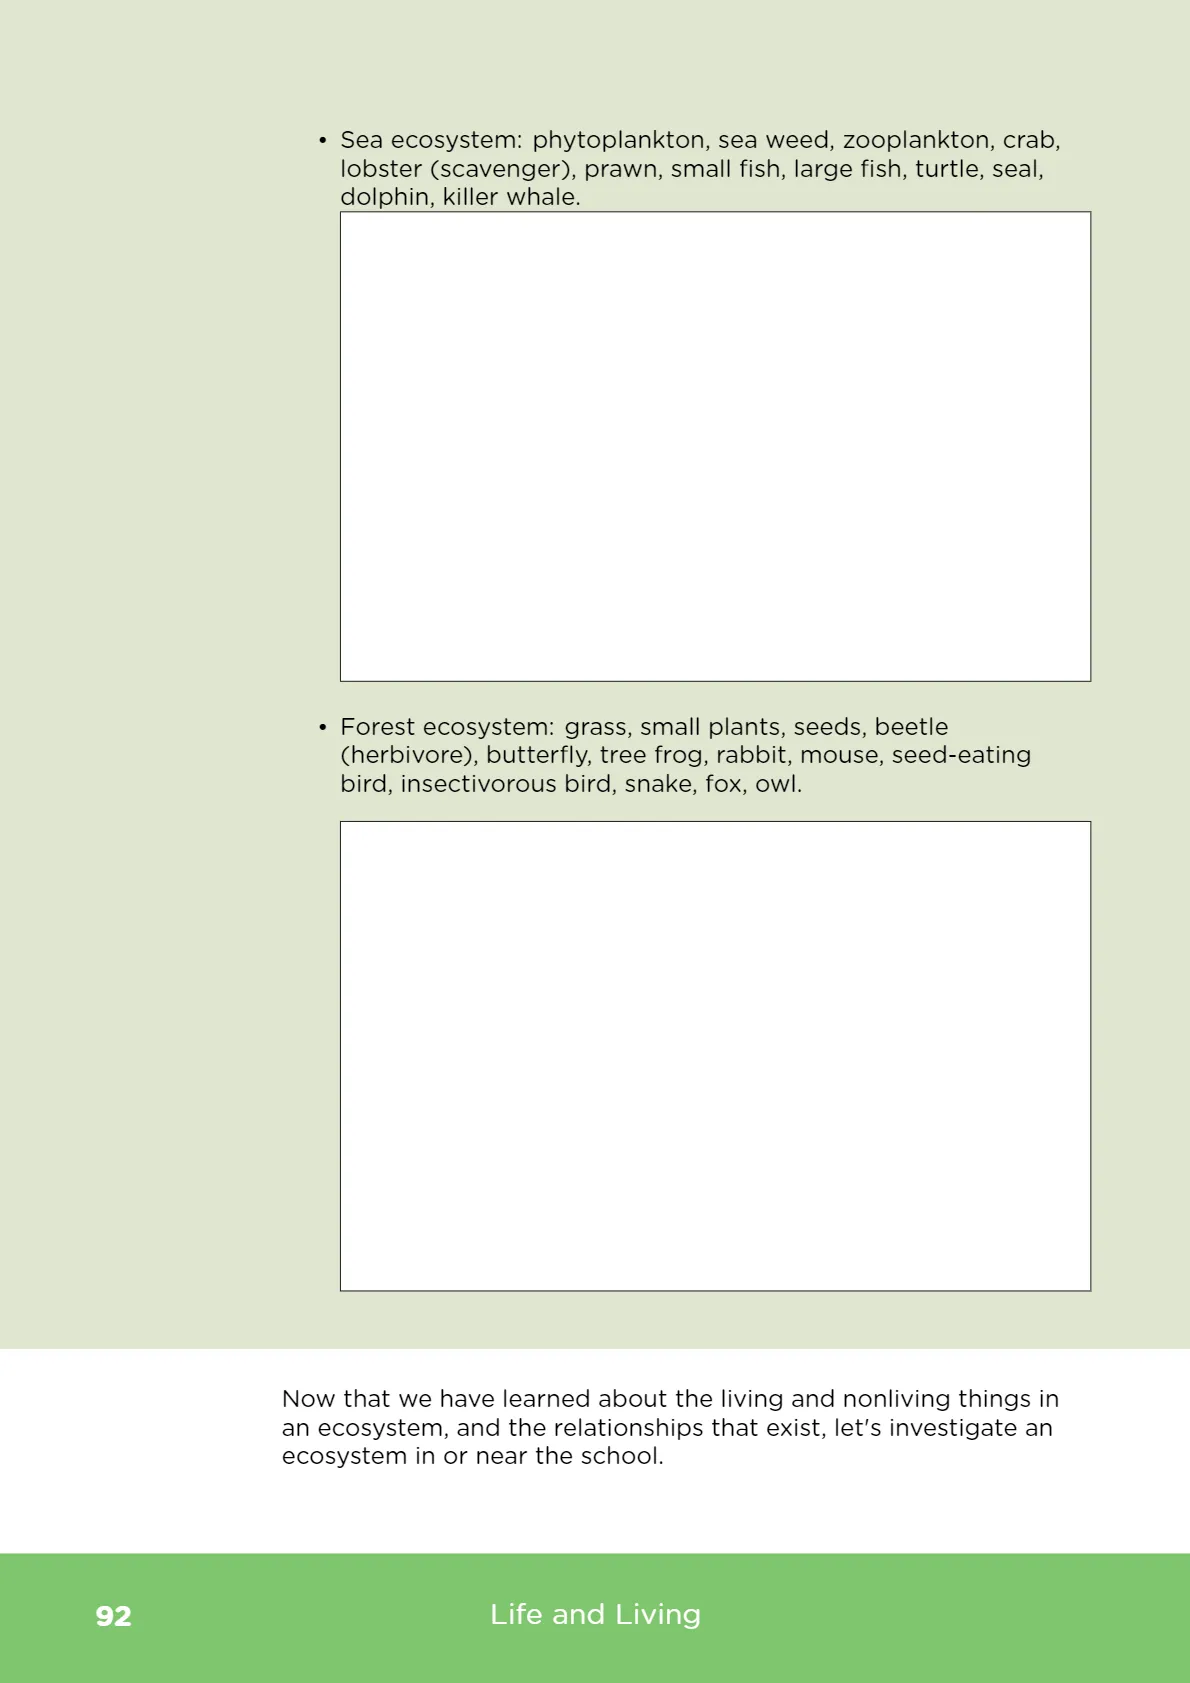 • Sea ecosystem: phytoplankton, sea weed, zooplankton, crab,
lobster (scavenger), prawn, small fish, large fish, turtle, seal,
dolphin, killer whale.
• Forest ecosystem: grass, small plants, seeds, beetle
(herbivore), butterfly, tree frog, rabbit, mouse, seed-eating
bird, insectivorous bird, snake, fox, owl.
Now that we have learned about the living and nonliving things in
an ecosystem, and the relationships that exist, let's investigate an
ecosystem in or near the school.
92 Life and Living